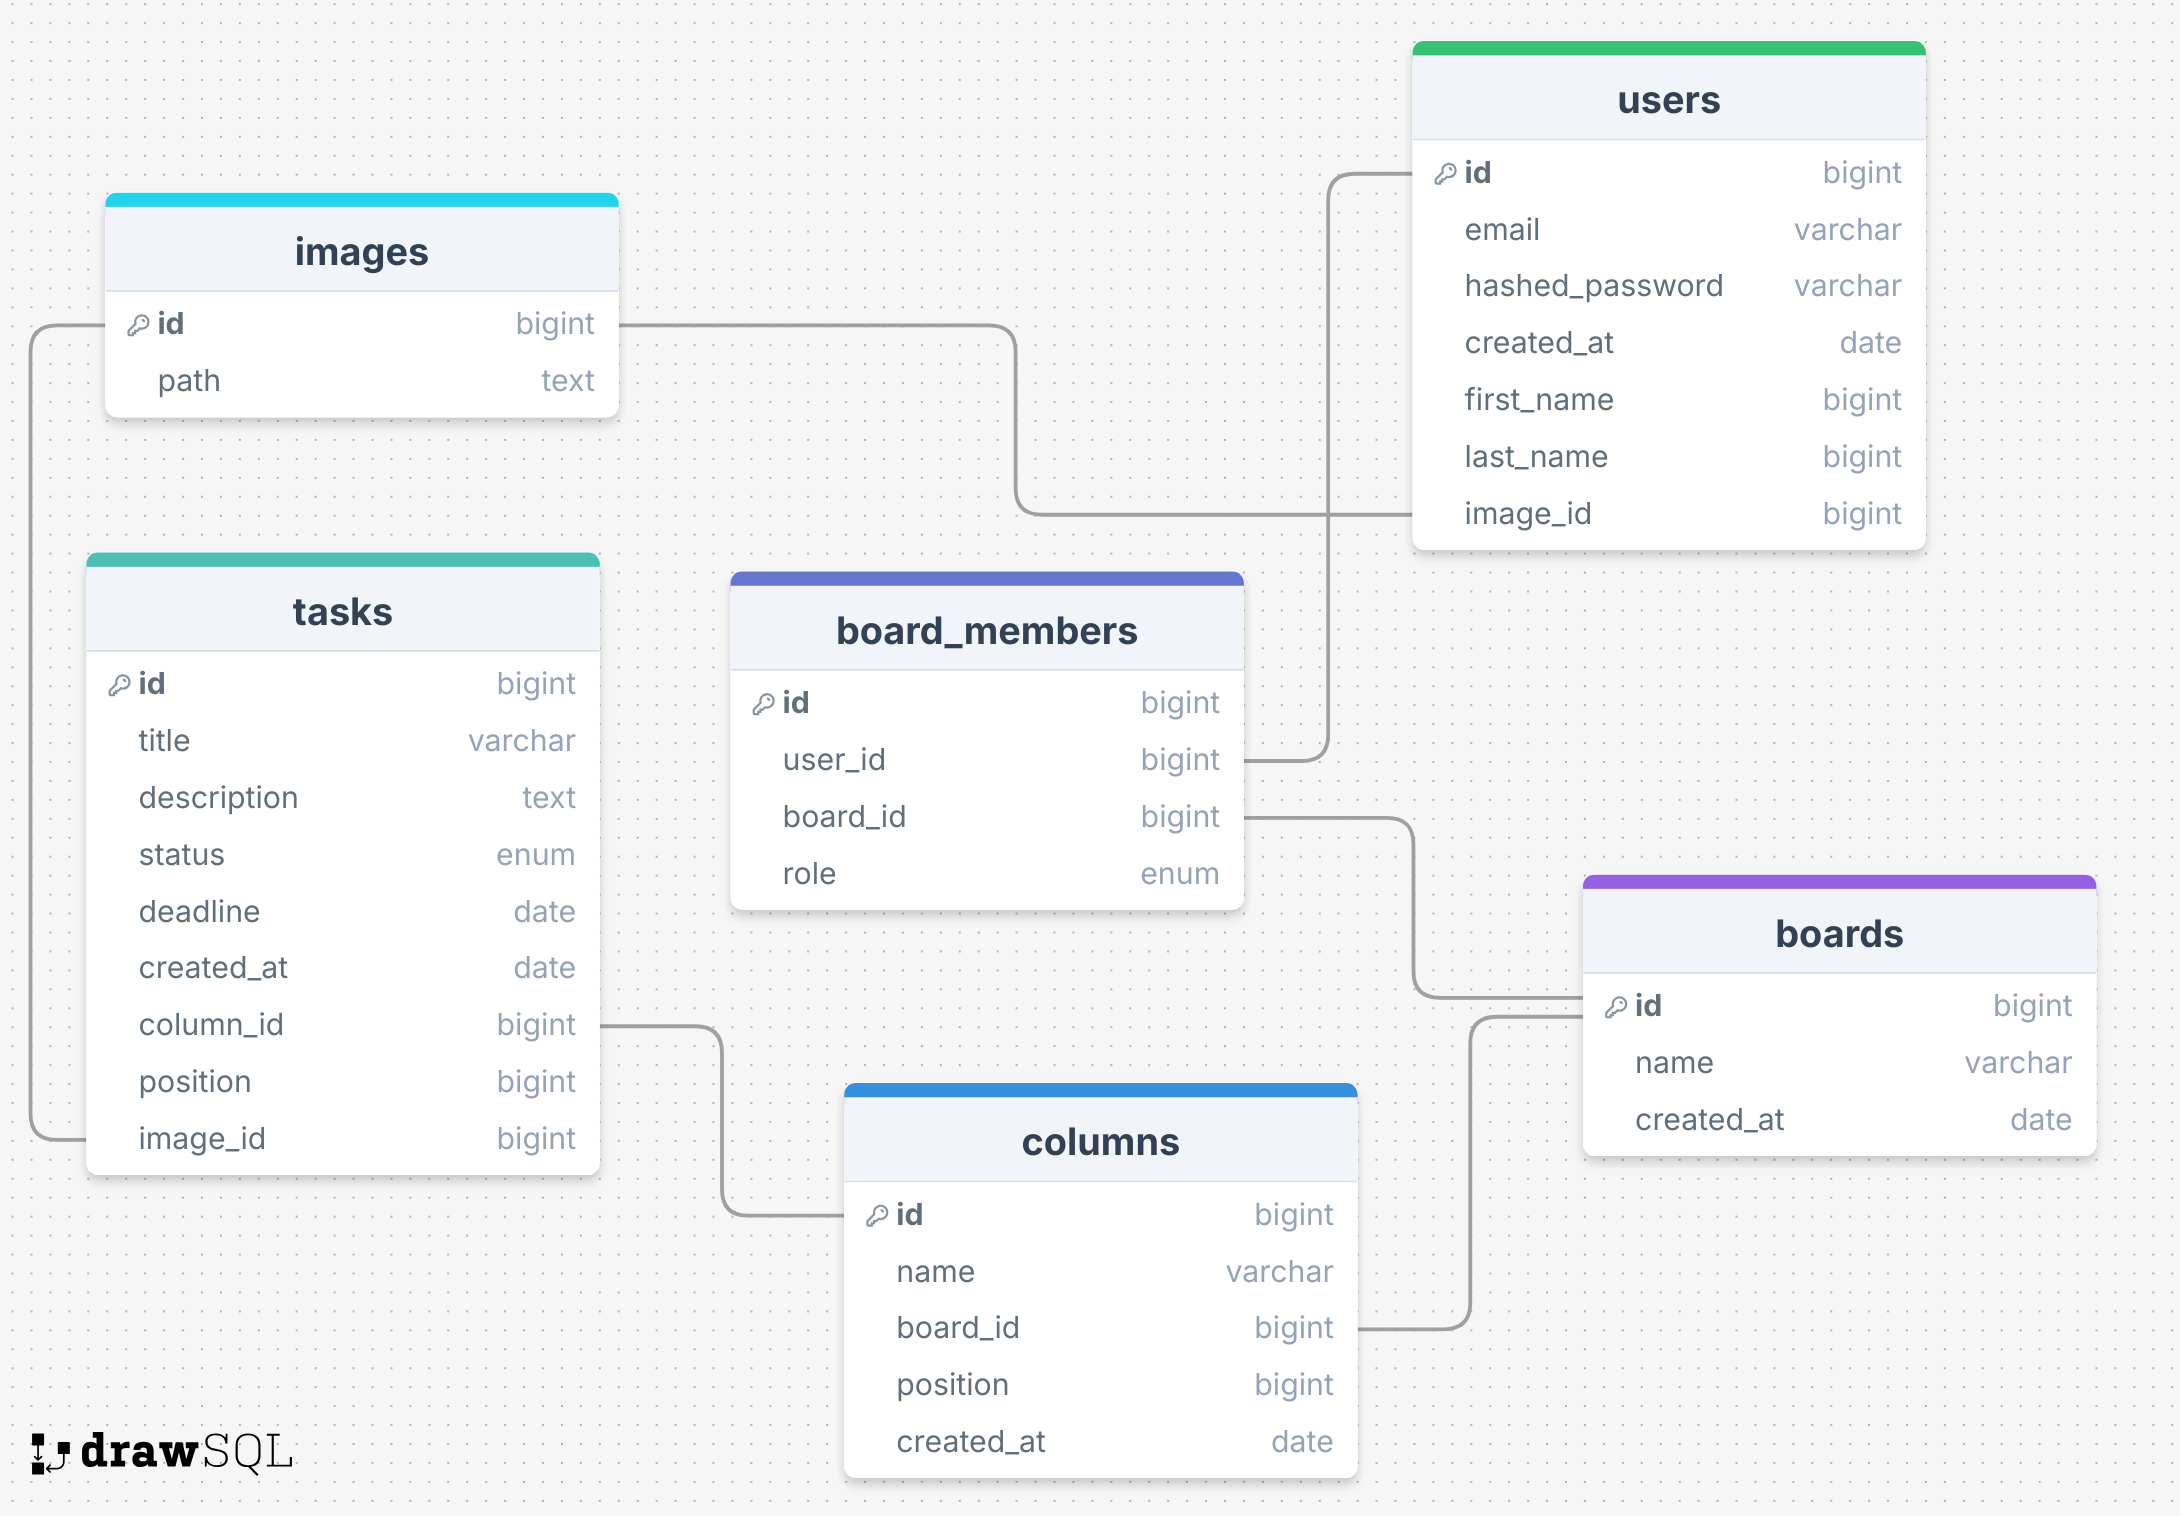 users
id bigint
email varchar
hashed_password varchar
created_at date
first_name bigint
last_name bigint
image_id bigint
images
id bigint
path text
tasks
id bigint
title varchar
description text
status enum
deadline date
created_at date
column_id bigint
position bigint
image_id bigint
board_members
id bigint
user_id bigint
board_id bigint
role enum
boards
id bigint
name varchar
created_at date
columns
id bigint
name varchar
board_id bigint
position bigint
created_at date
drawSQL